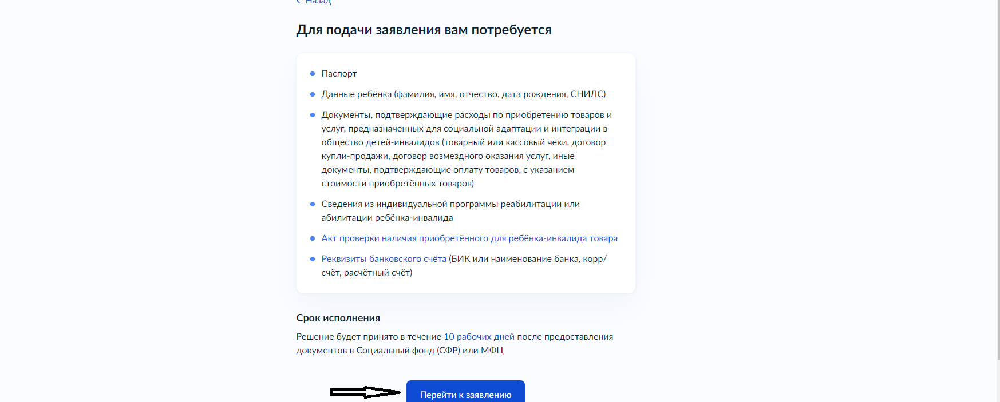 Назад
Для подачи заявления вам потребуется
Паспорт
Данные ребёнка (фамилия, имя, отчество, дата рождения, СНИЛС)
Документы, подтверждающие расходы по приобретению товаров и
услуг, предназначенных для социальной адаптации и интеграции в
общество детей-инвалидов (товарный или кассовый чеки, договор
купли-продажи, договор возмездного оказания услуг, иные
документы, подтверждающие оплату товаров, с указанием
стоимости приобретённых товаров)
Сведения из индивидуальной программы реабилитации или
абилитации ребёнка-инвалида
Акт проверки наличия приобретённого для ребёнка-инвалида товара
Реквизиты банковского счёта (БИК или наименование банка, корр/
счёт, расчётный счёт)
Срок исполнения
Решение будет принято в течение 10 рабочих дней после предоставления
документов в Социальный фонд (СФР) или МФЦ
Перейти к заявлению